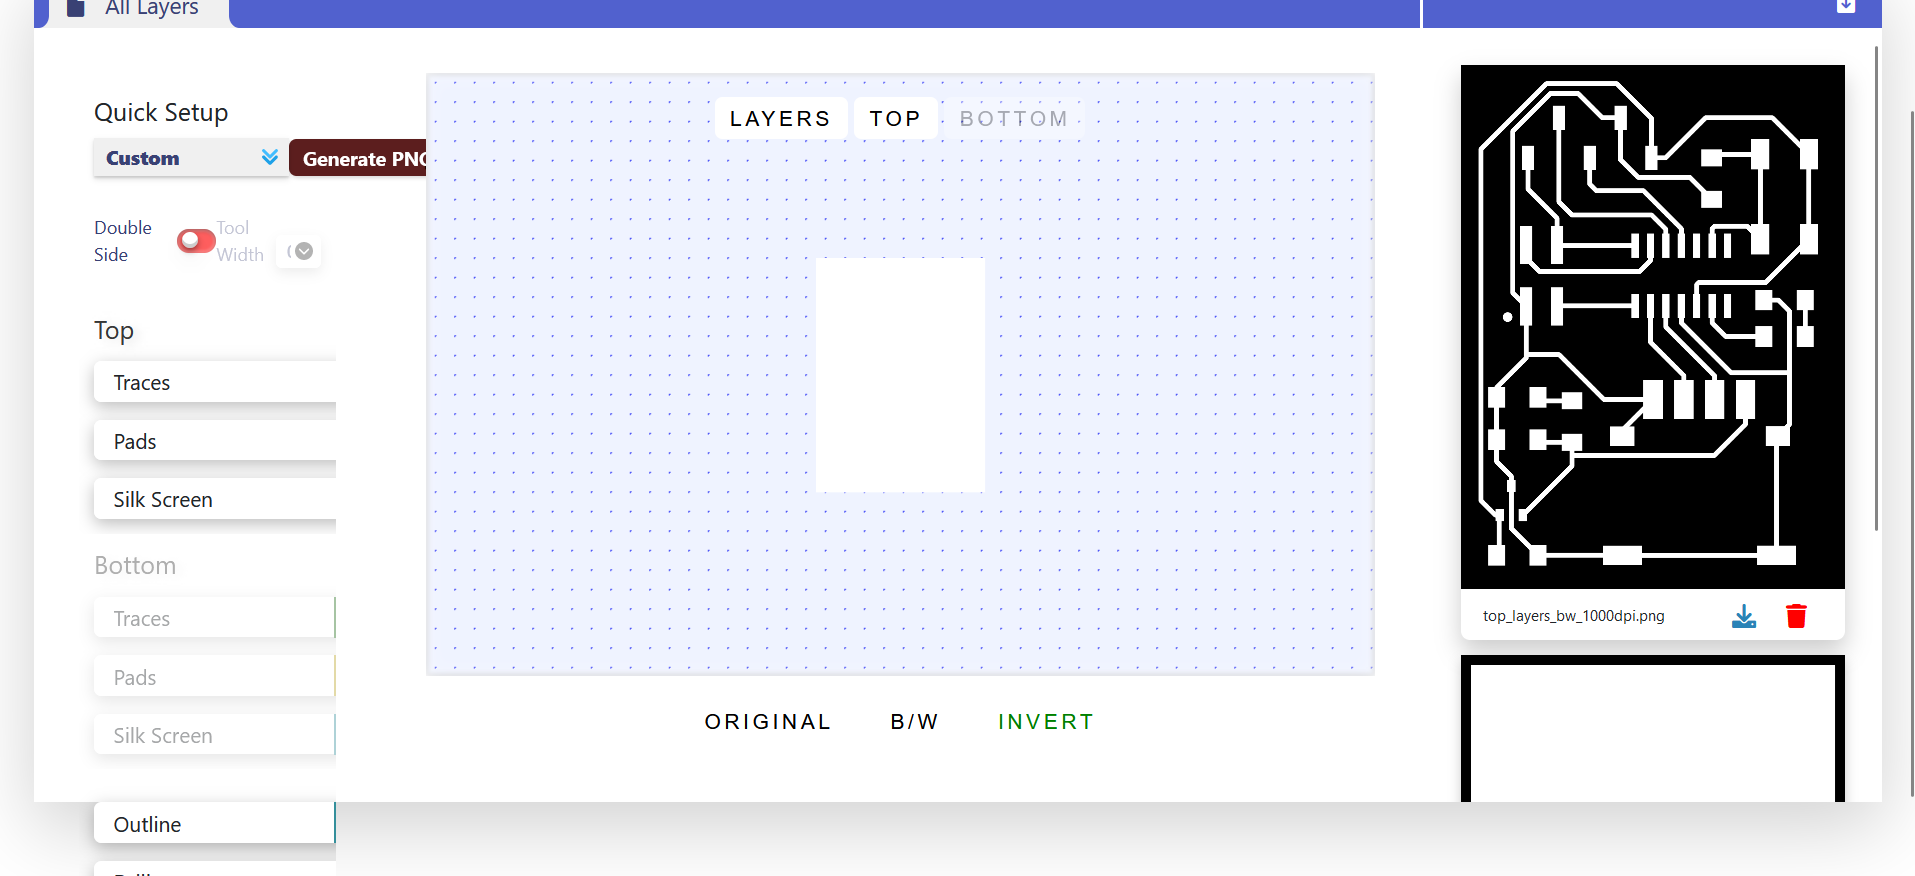 All Layers
Quick Setup
Custom
Generate PNG
Double
Side
Tool
Width
Top
Traces
Pads
Silk Screen
Bottom
Traces
Pads
Silk Screen
Outline
LAYERS
TOP
BOTTOM
ORIGINAL
B/W
INVERT
top_layers_bw_1000dpi.png